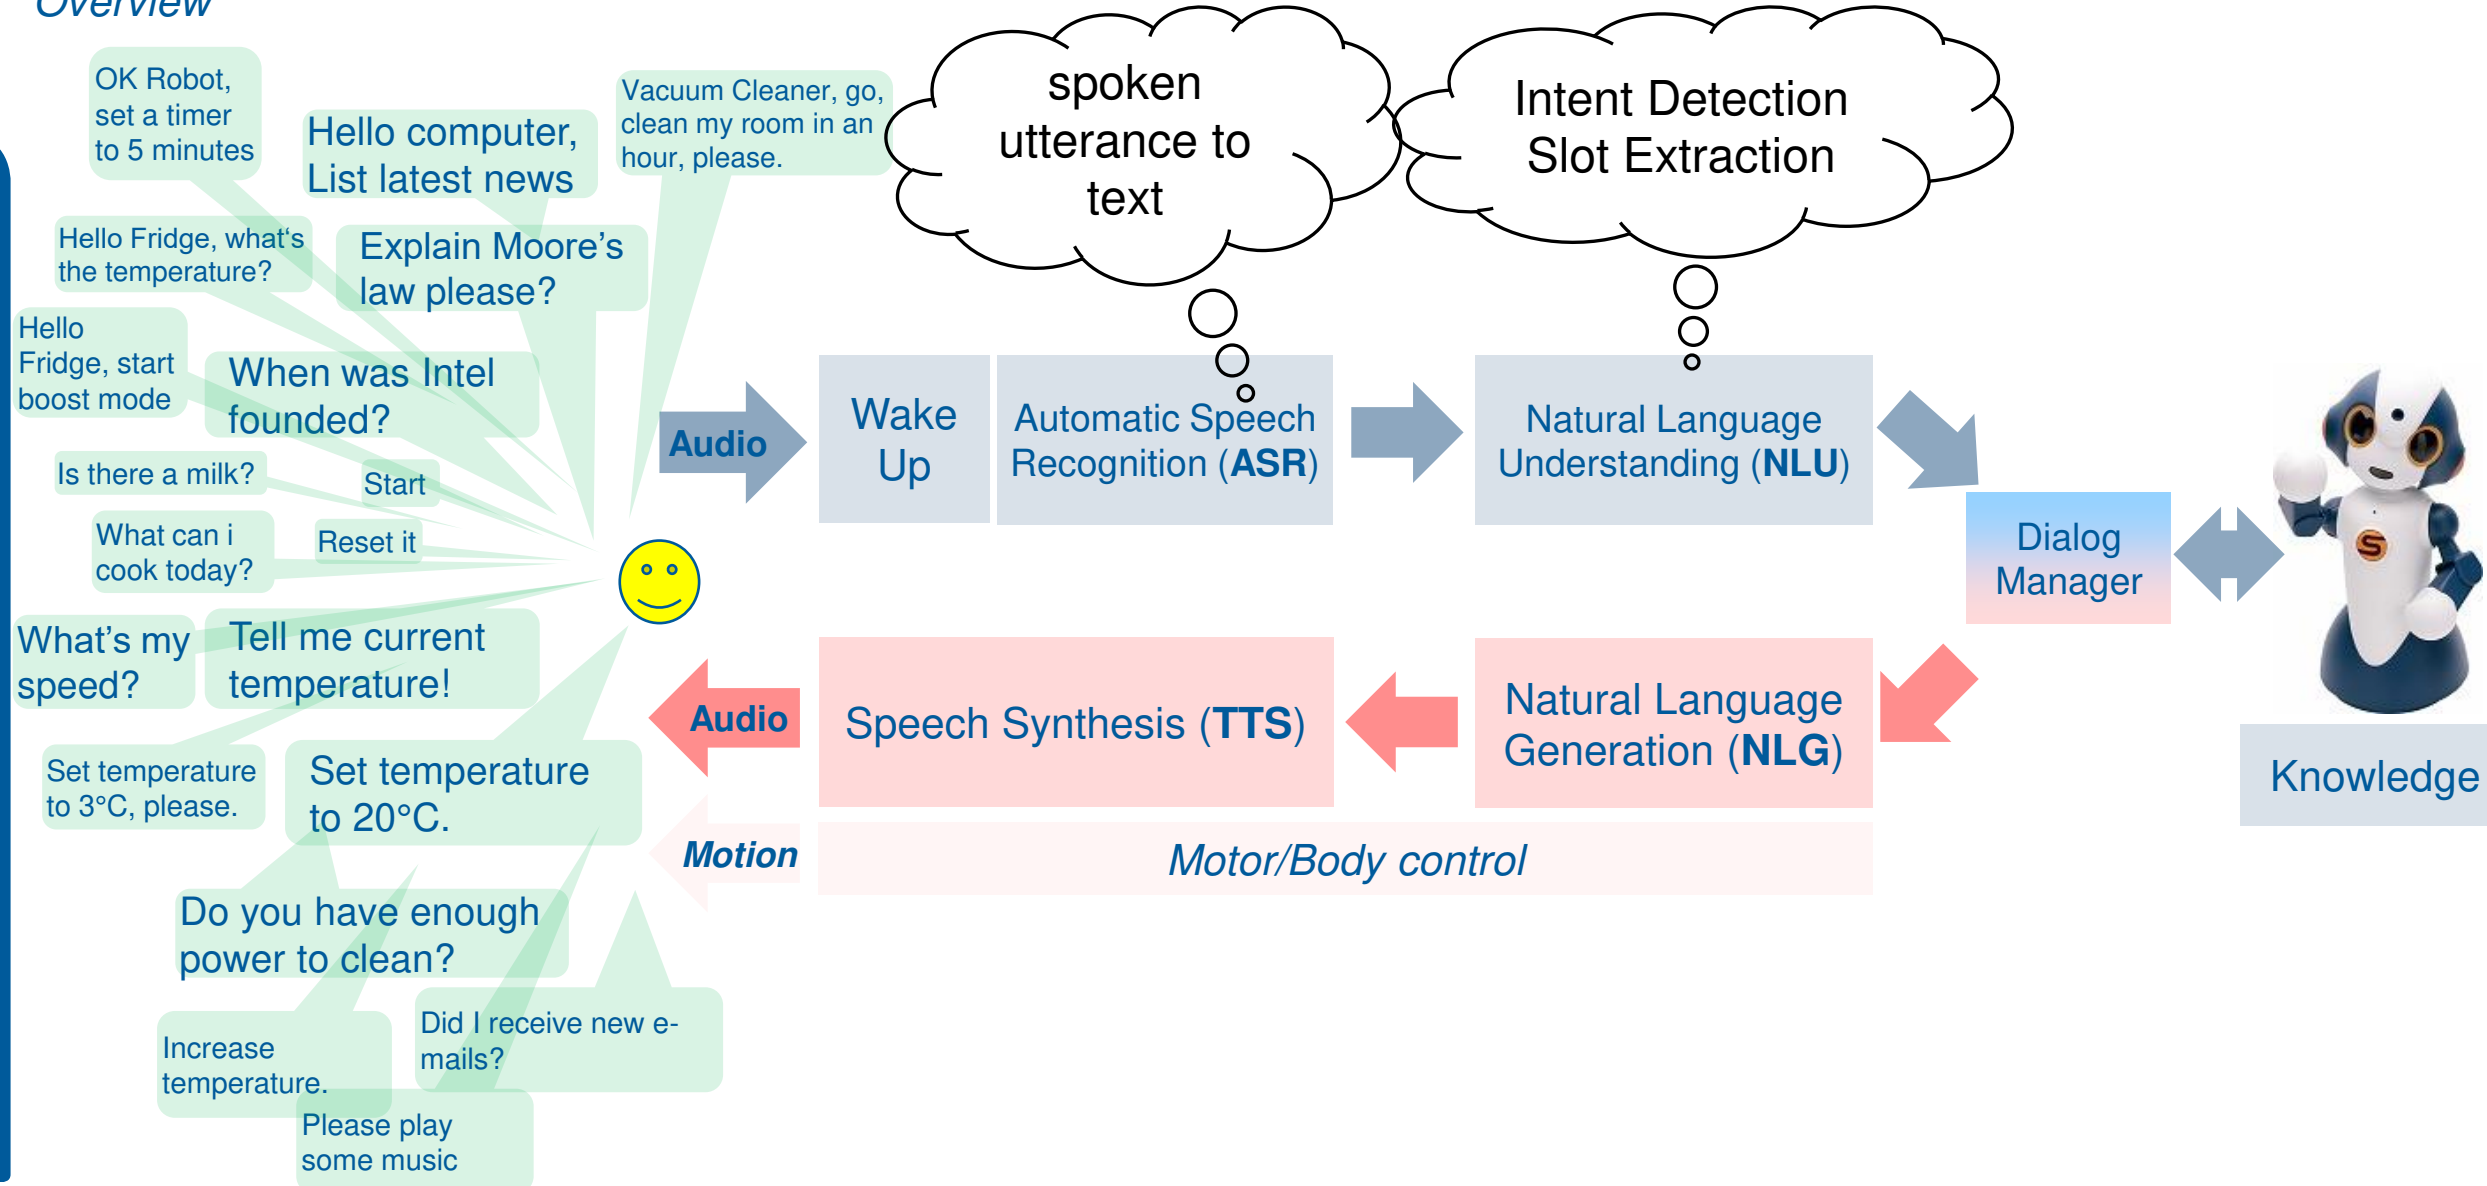 Overview
OK Robot,
set a timer
to 5 minutes
Hello computer,
List latest news
Vacuum Cleaner, go,
clean my room in an
hour, please.
spoken
utterance to
text
Intent Detection
Slot Extraction
Hello Fridge, what‘s
the temperature?
Explain Moore’s
law please?
Hello
Fridge, start
boost mode
When was Intel
founded?
Is there a milk?
Start
What can i
cook today?
Reset it
What’s my
speed?
Tell me current
temperature!
Set temperature
to 3°C, please.
Set temperature
to 20°C.
Do you have enough
power to clean?
Increase
temperature.
Did I receive new e-
mails?
Please play
some music
Audio
Wake
Up
Automatic Speech
Recognition (ASR)
Natural Language
Understanding (NLU)
Dialog
Manager
S
Knowledge
Natural Language
Generation (NLG)
Speech Synthesis (TTS)
Audio
Motor/Body control
Motion